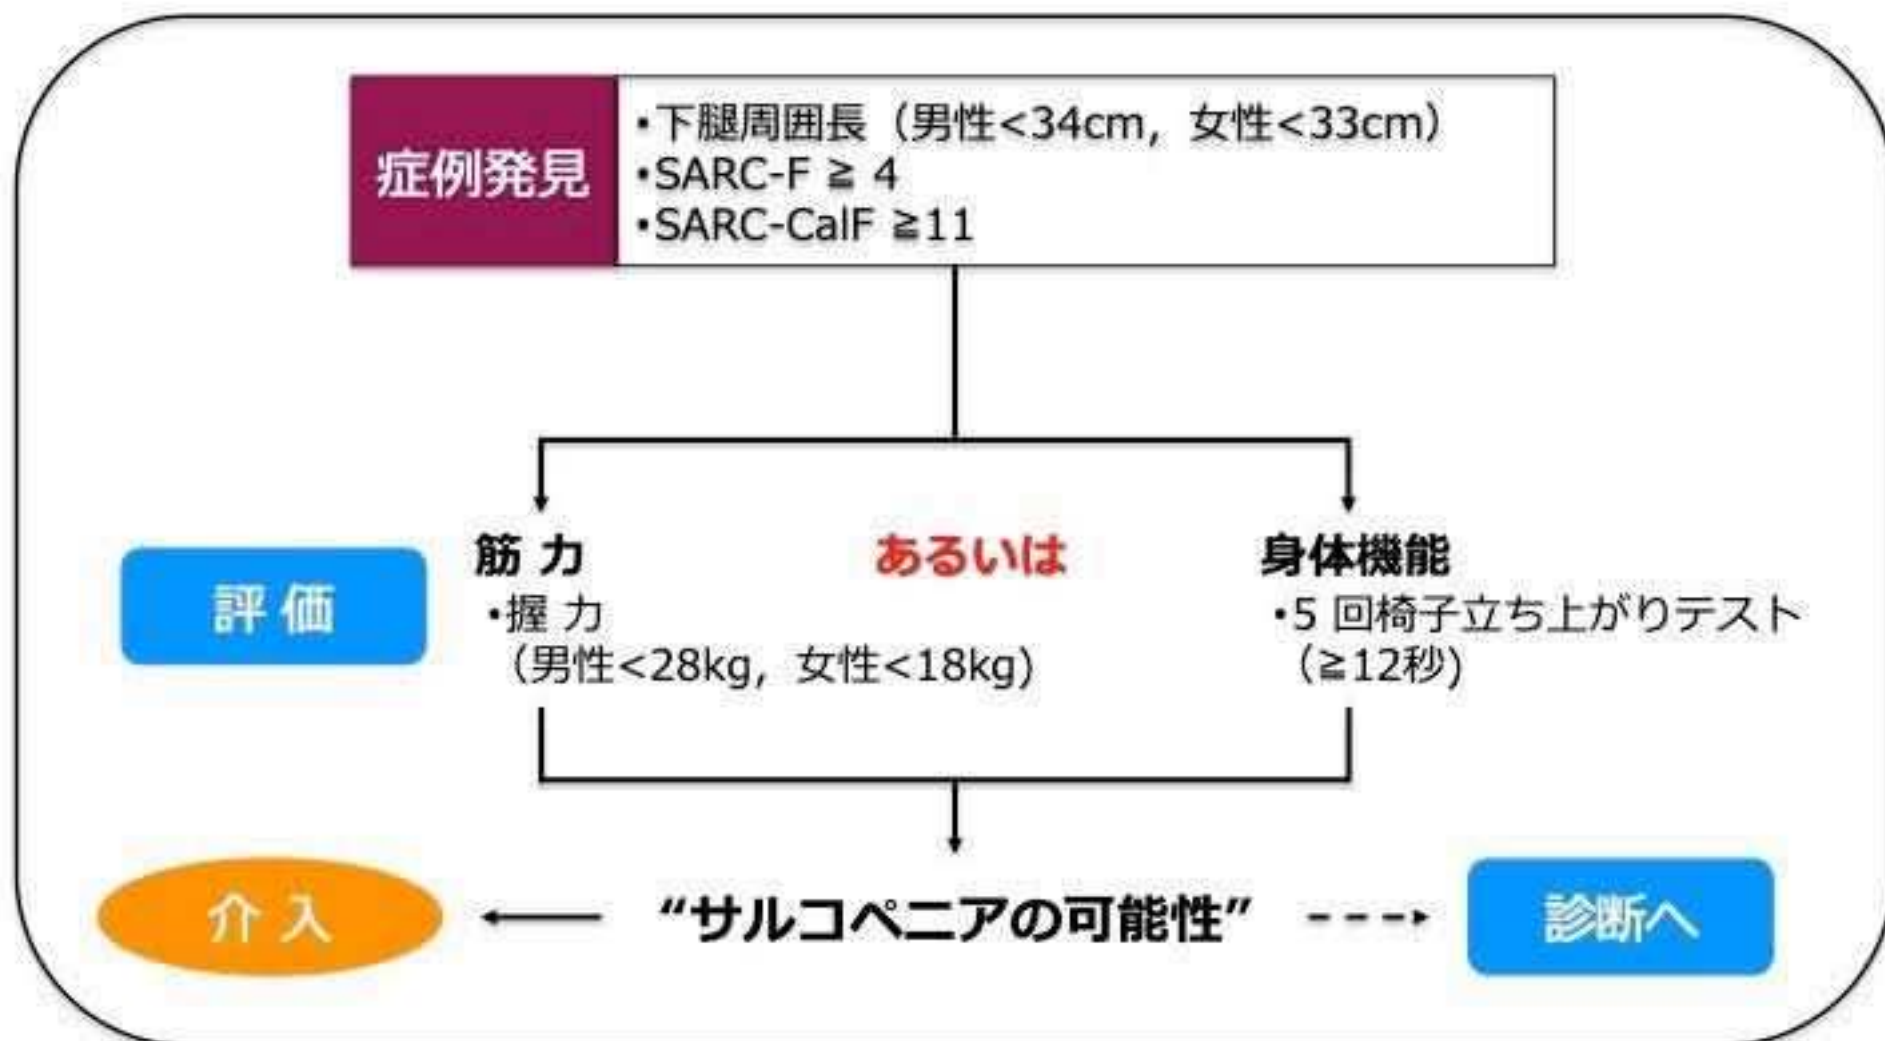 症例発見
・下腿周囲長（男性<34cm，女性<33cm）
・SARC-F ≧ 4
・SARC-CalF ≧11
評 価
筋 力
・握 力
（男性<28kg，女性<18kg)
あるいは
身体機能
・5 回椅子立ち上がりテスト
（≧12秒)
介 入
“サルコペニアの可能性”
診断へ